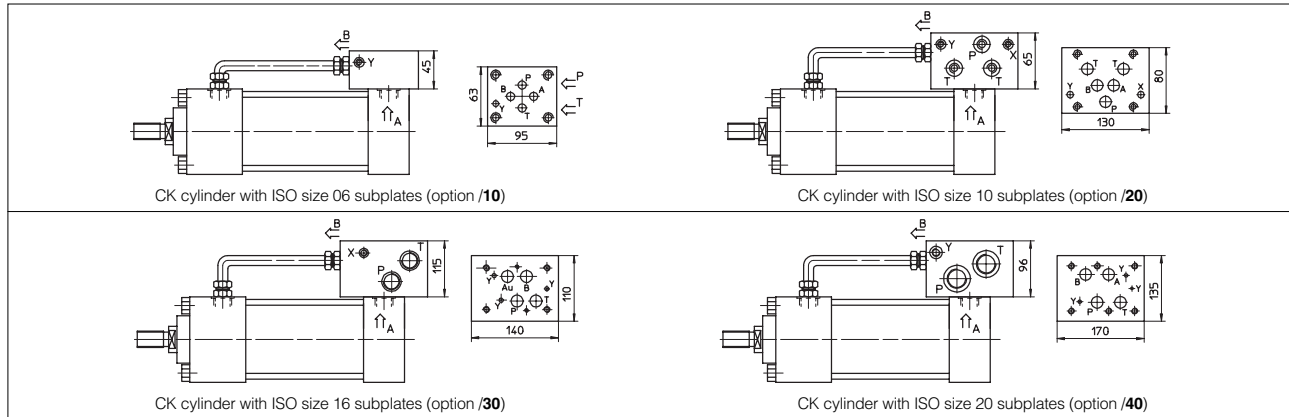 B
Y
45
A
63
P
B
A
Y
T
P
T
95
CK cylinder with ISO size 06 subplates (option /10)
B
Y
P
X
T
T
65
A
T
T
B
A
Y
X
P
80
130
CK cylinder with ISO size 10 subplates (option /20)
B
X
T
P
115
A
Y
Au
B
Y
Y
P
T
110
140
CK cylinder with ISO size 16 subplates (option /30)
B
Y
T
P
96
A
B
A
Y
Y
Y
P
T
135
170
CK cylinder with ISO size 20 subplates (option /40)